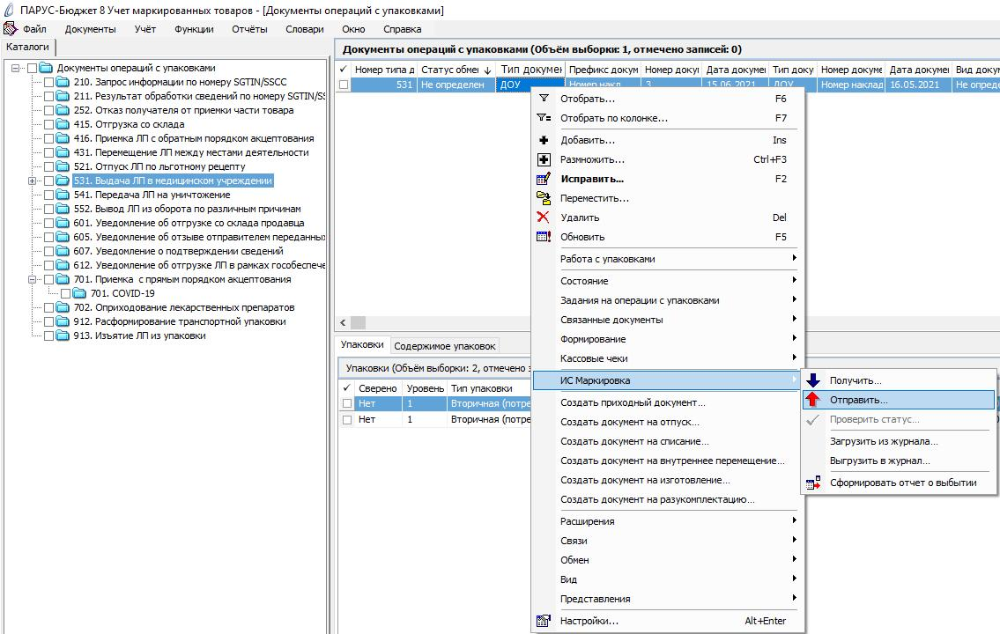 ПАРУС-Бюджет 8 Учет маркированных товаров - [Документы операций с упаковками]
Файл Документы Учёт Функции Отчёты Словари Окно Справка
Каталоги
Документы операций с упаковками
210. Запрос информации по номеру SGTIN/SSCC
211. Результат обработки сведений по номеру SGTIN/SS
252. Отказ получателя от приемки части товара
415. Отгрузка со склада
416. Приемка ЛП с обратным порядком акцептования
431. Перемещение ЛП между местами деятельности
521. Отпуск ЛП по льготному рецепту
531. Выдача ЛП в медицинском учреждении
541. Передача ЛП на уничтожение
552. Вывод ЛП из оборота по различным причинам
601. Уведомление об отгрузке со склада продавца
605. Уведомление об отзыве отправителем переданных
607. Уведомление о подтверждении сведений
612. Уведомление об отгрузке ЛП в рамках гособеспече
701. Приемка с прямым порядком акцептования
701. COVID-19
702. Оприходование лекарственных препаратов
912. Расформирование транспортной упаковки
913. Изъятие ЛП из упаковки
Документы операций с упаковками (Объём выборки: 1, отмечено записей: 0)
Номер типа д Статус обмен Тип докумен Префикс докум Номер докум Дата докумен Тип доку Номер докуме Дата докумен Вид докум
531 Не определен ДОУ Номер накл 3 15.06.2021 ДОУ Номер наклад 16.05.2021 Не опреде
Отобрать... F6
Отобрать по колонке... F7
Добавить... Ins
Размножить... Ctrl+F3
Исправить... F2
Переместить...
Удалить Del
Обновить F5
Работа с упаковками
Состояние
Задания на операции с упаковками
Связанные документы
Формирование
Кассовые чеки
ИС Маркировка
Создать приходный документ...
Создать документ на отпуск...
Создать документ на списание...
Создать документ на внутреннее перемещение...
Создать документ на изготовление...
Создать документ на разукомплектацию...
Расширения
Связи
Обмен
Вид
Представления
Настройки... Alt+Enter
Получить...
Отправить...
Проверить статус...
Загрузить из журнала...
Выгрузить в журнал...
Сформировать отчет о выбытии
Упаковки Содержимое упаковок
Упаковки (Объём выборки: 2, отмечено з
Сверено Уровень Тип упаковки
Нет 1 Вторичная (потре
Нет 1 Вторичная (потре